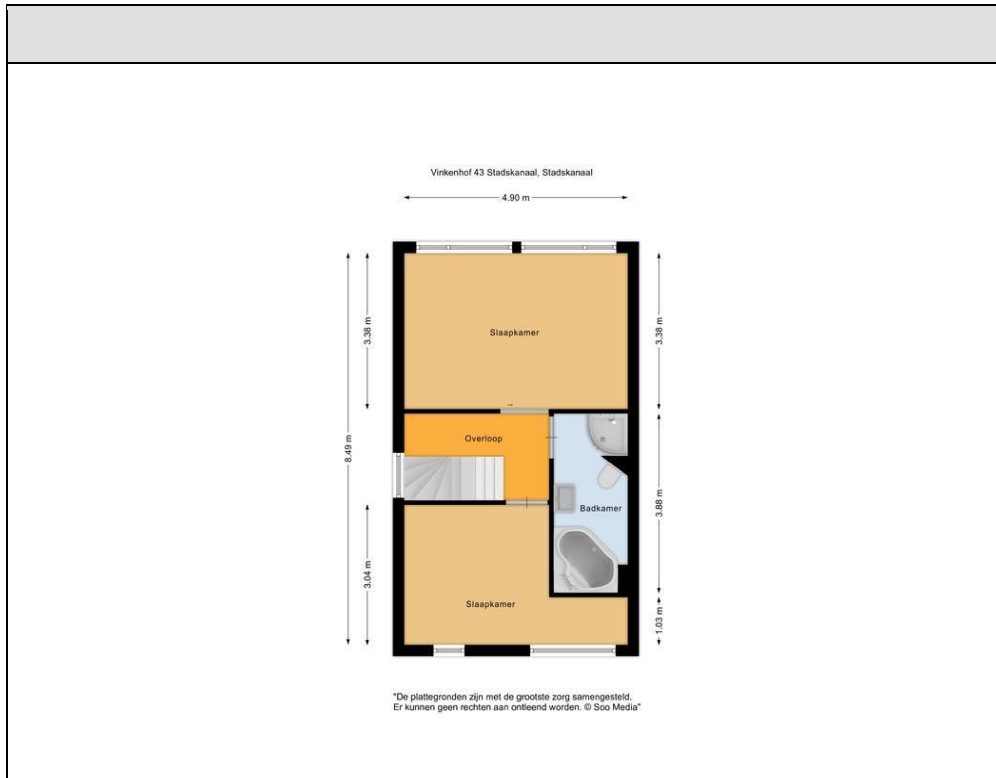 Vinkenhof 43 Stadskanaal, Stadskanaal
4.90 m
3.38 m
3.38 m
Slaapkamer
8.49 m
Overloop
3.88 m
Badkamer
3.04 m
Slaapkamer
1.03 m
"De plattegronden zijn met de grootste zorg samengesteld.
Er kunnen geen rechten aan ontleend worden. © Soo Media"